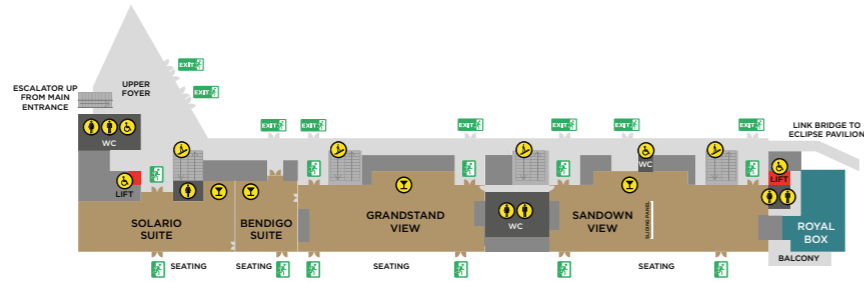 EXIT
EXIT
ESCALATOR UP
FROM MAIN
ENTRANCE
UPPER
FOYER
EXIT
EXIT
EXIT
EXIT
EXIT
EXIT
LINK BRIDGE TO
ECLIPSE PAVILION
WC
WC
LIFT
LIFT
SOLARIO
SUITE
BENDIGO
SUITE
GRANDSTAND
VIEW
WC
SANDOWN
VIEW
SLIDING PANEL
ROYAL
BOX
BALCONY
SEATING
SEATING
SEATING
SEATING